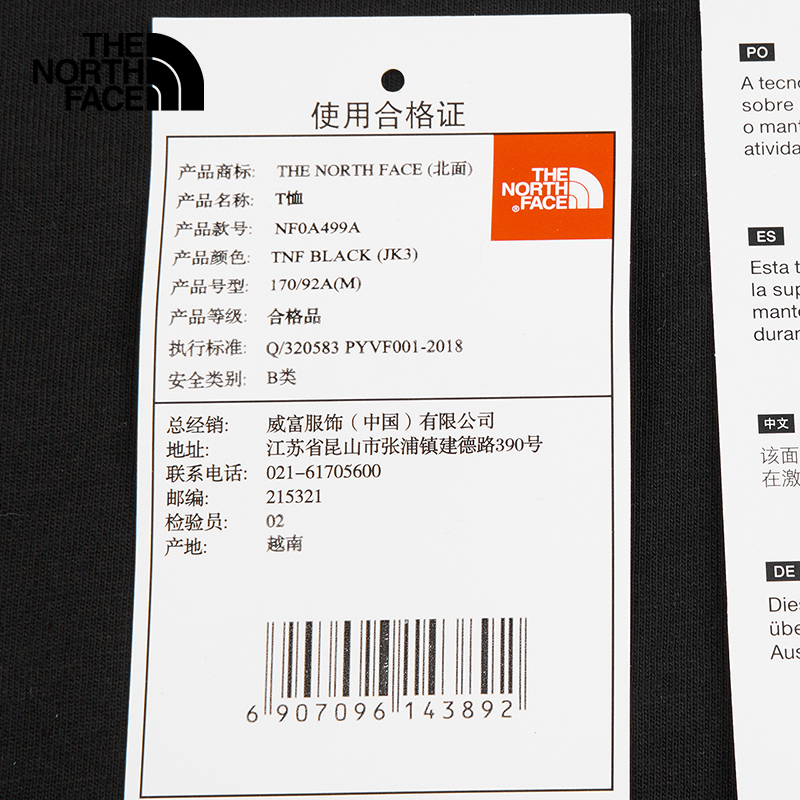 THE
NORTH
FACE
使用合格证
产品商标: THE NORTH FACE (北面)
产品名称: T恤
产品款号: NF0A499A
产品颜色: TNF BLACK (JK3)
产品号型: 170/92A(M)
产品等级: 合格品
执行标准: Q/320583 PYVF001-2018
安全类别: B类
THE
NORTH
®FACE
总经销: 威富服饰（中国）有限公司
地址: 江苏省昆山市张浦镇建德路390号
联系电话: 021-61705600
邮编: 215321
检验员: 02
产地: 越南
6 907096 143892
PO
A tecno
sobre
o mant
ativida
ES
Esta t
la sup
mante
duran
中文
该面
在激
DE
Dies
übe
Aus